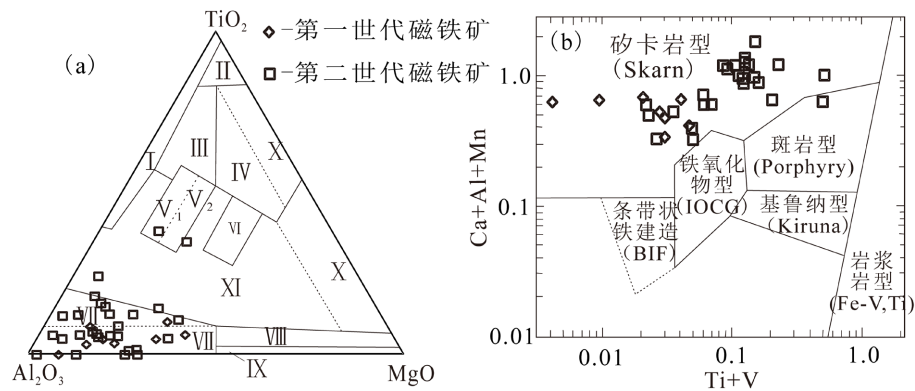 TiO₂
(a)
-第一世代磁铁矿
-第二世代磁铁矿
Ⅱ
Ⅰ
Ⅲ
Ⅳ
Ⅹ
Ⅴ₁
Ⅴ₂
Ⅵ
Ⅺ
Ⅹ
Ⅶ
Ⅶ
Ⅷ
Ⅸ
Al₂O₃
MgO
(b)
矽卡岩型
(Skarn)
斑岩型
(Porphyry)
铁氧化
物型
(IOCG)
基鲁纳型
(Kiruna)
条带状
铁建造
(BIF)
岩浆
岩型
(Fe-V,Ti)
Ca+Al+Mn
1.0
0.1
0.01
0.01
0.1
1.0
Ti+V